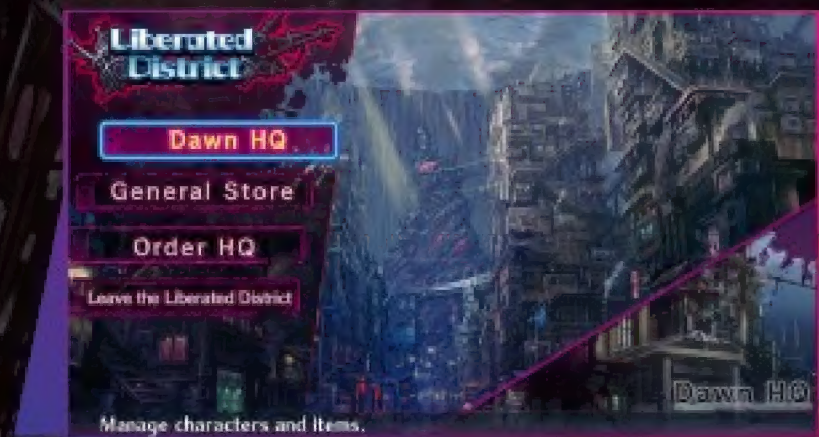 Liberated
District
Dawn HQ
General Store
Order HQ
Leave the Liberated District
Dawn HQ
Manage characters and items.